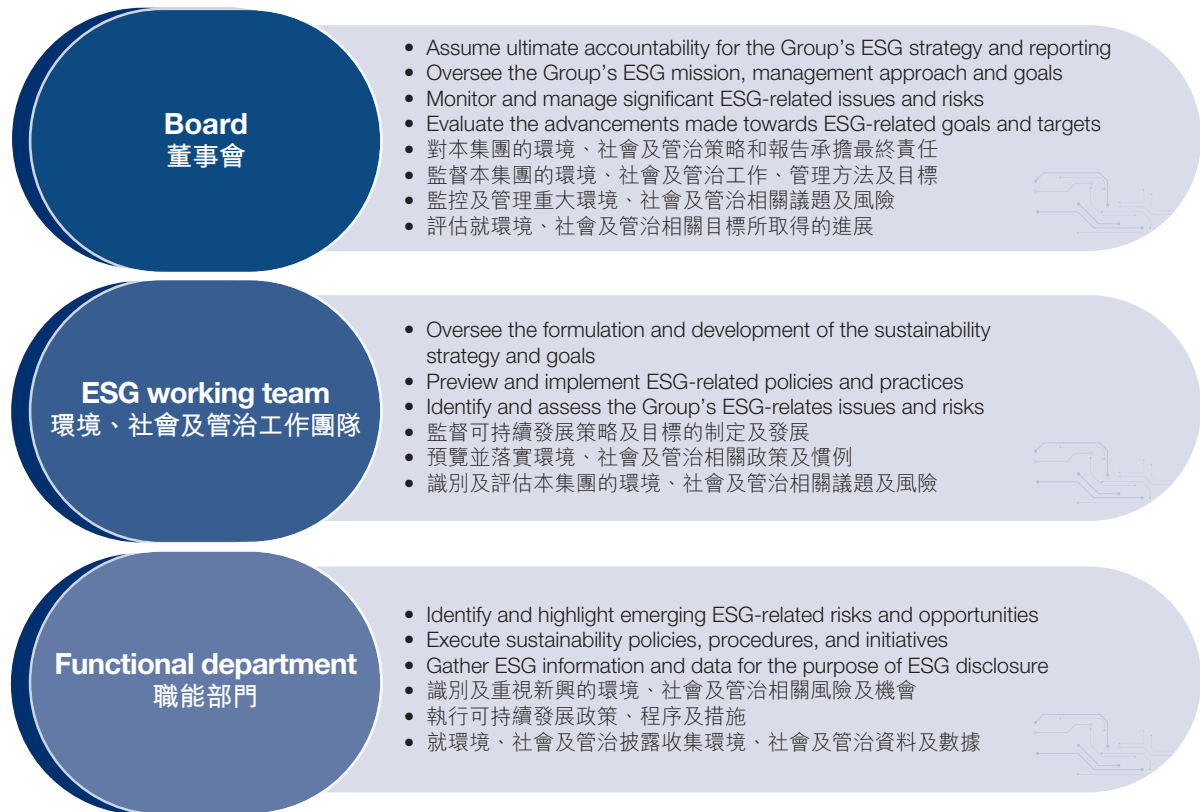 Board
董事會
• Assume ultimate accountability for the Group's ESG strategy and reporting
• Oversee the Group's ESG mission, management approach and goals
• Monitor and manage significant ESG-related issues and risks
• Evaluate the advancements made towards ESG-related goals and targets
• 對本集團的環境、社會及管治策略和報告承擔最終責任
• 監督本集團的環境、社會及管治工作、管理方法及目標
• 監控及管理重大環境、社會及管治相關議題及風險
• 評估就環境、社會及管治相關目標所取得的進展
ESG working team
環境、社會及管治工作團隊
• Oversee the formulation and development of the sustainability
strategy and goals
• Preview and implement ESG-related policies and practices
• Identify and assess the Group's ESG-relates issues and risks
• 監督可持續發展策略及目標的制定及發展
• 預覽並落實環境、社會及管治相關政策及慣例
• 識別及評估本集團的環境、社會及管治相關議題及風險
Functional department
職能部門
• Identify and highlight emerging ESG-related risks and opportunities
• Execute sustainability policies, procedures, and initiatives
• Gather ESG information and data for the purpose of ESG disclosure
• 識別及重視新興的環境、社會及管治相關風險及機會
• 執行可持續發展政策、程序及措施
• 就環境、社會及管治披露收集環境、社會及管治資料及數據